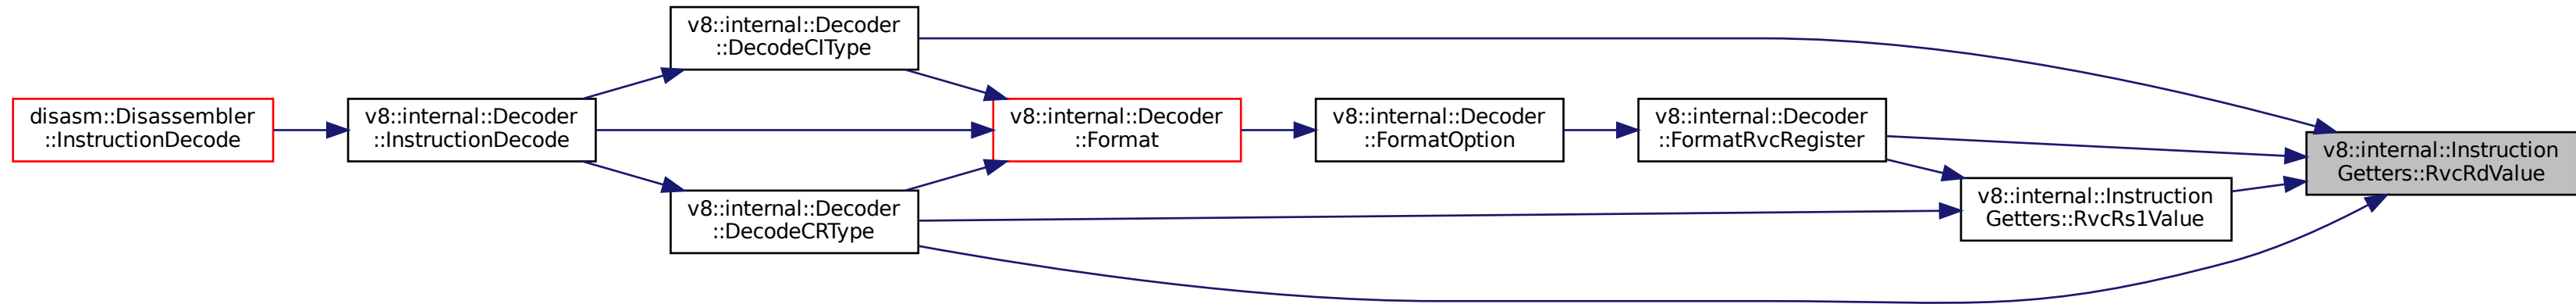 v8::internal::Decoder
::DecodeCIType
disasm::Disassembler
::InstructionDecode
v8::internal::Decoder
::InstructionDecode
v8::internal::Decoder
::Format
v8::internal::Decoder
::FormatOption
v8::internal::Decoder
::FormatRvcRegister
v8::internal::Instruction
Getters::RvcRdValue
v8::internal::Decoder
::DecodeCRType
v8::internal::Instruction
Getters::RvcRs1Value